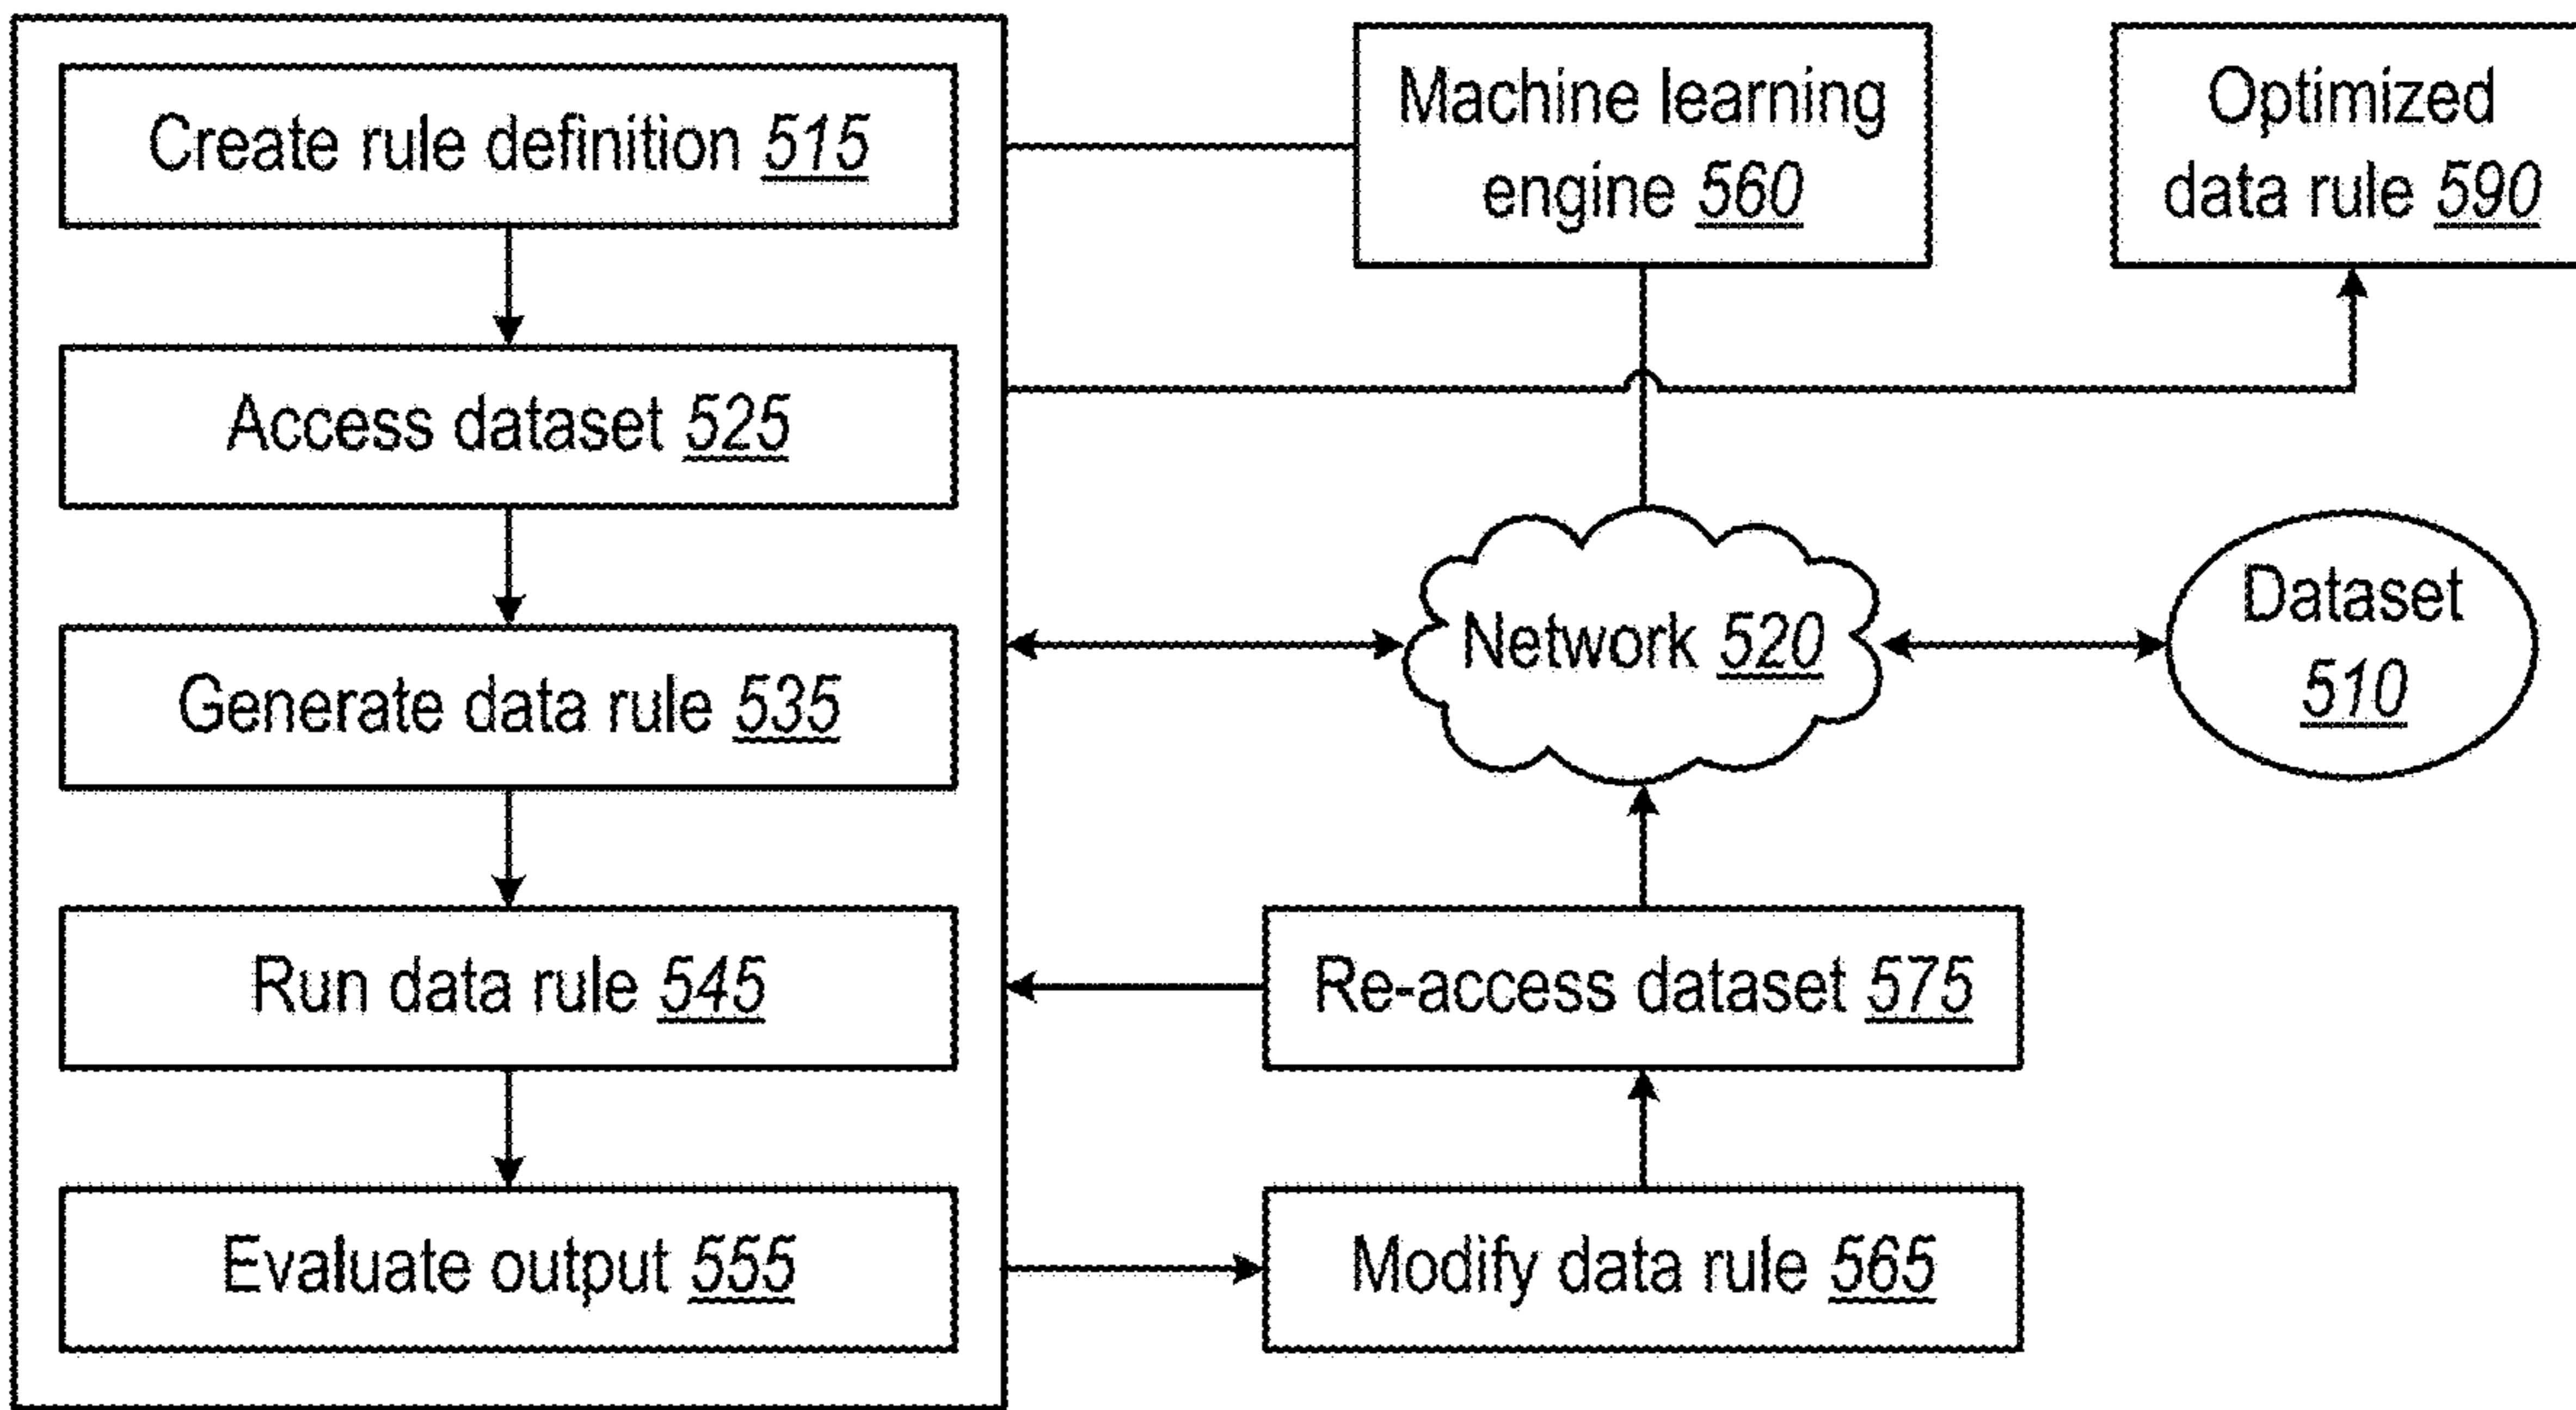 Create rule definition 515
Access dataset 525
Generate data rule 535
Run data rule 545
Evaluate output 555
Machine learning
engine 560
Optimized
data rule 590
Network 520
Dataset
510
Re-access dataset 575
Modify data rule 565